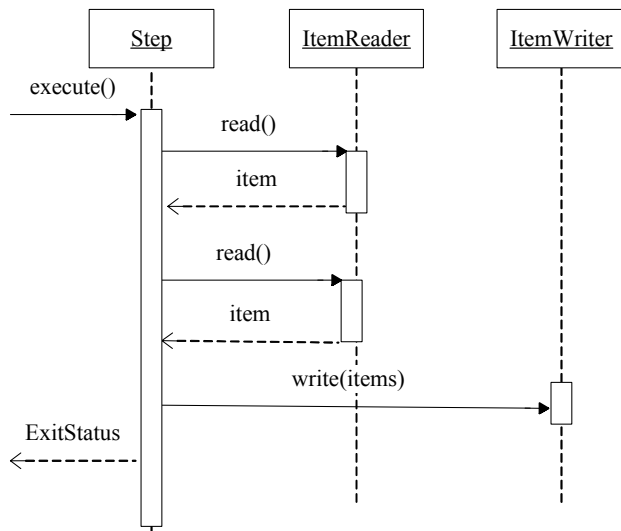 Step
ItemReader
ItemWriter
execute()
read()
item
read()
item
write(items)
ExitStatus